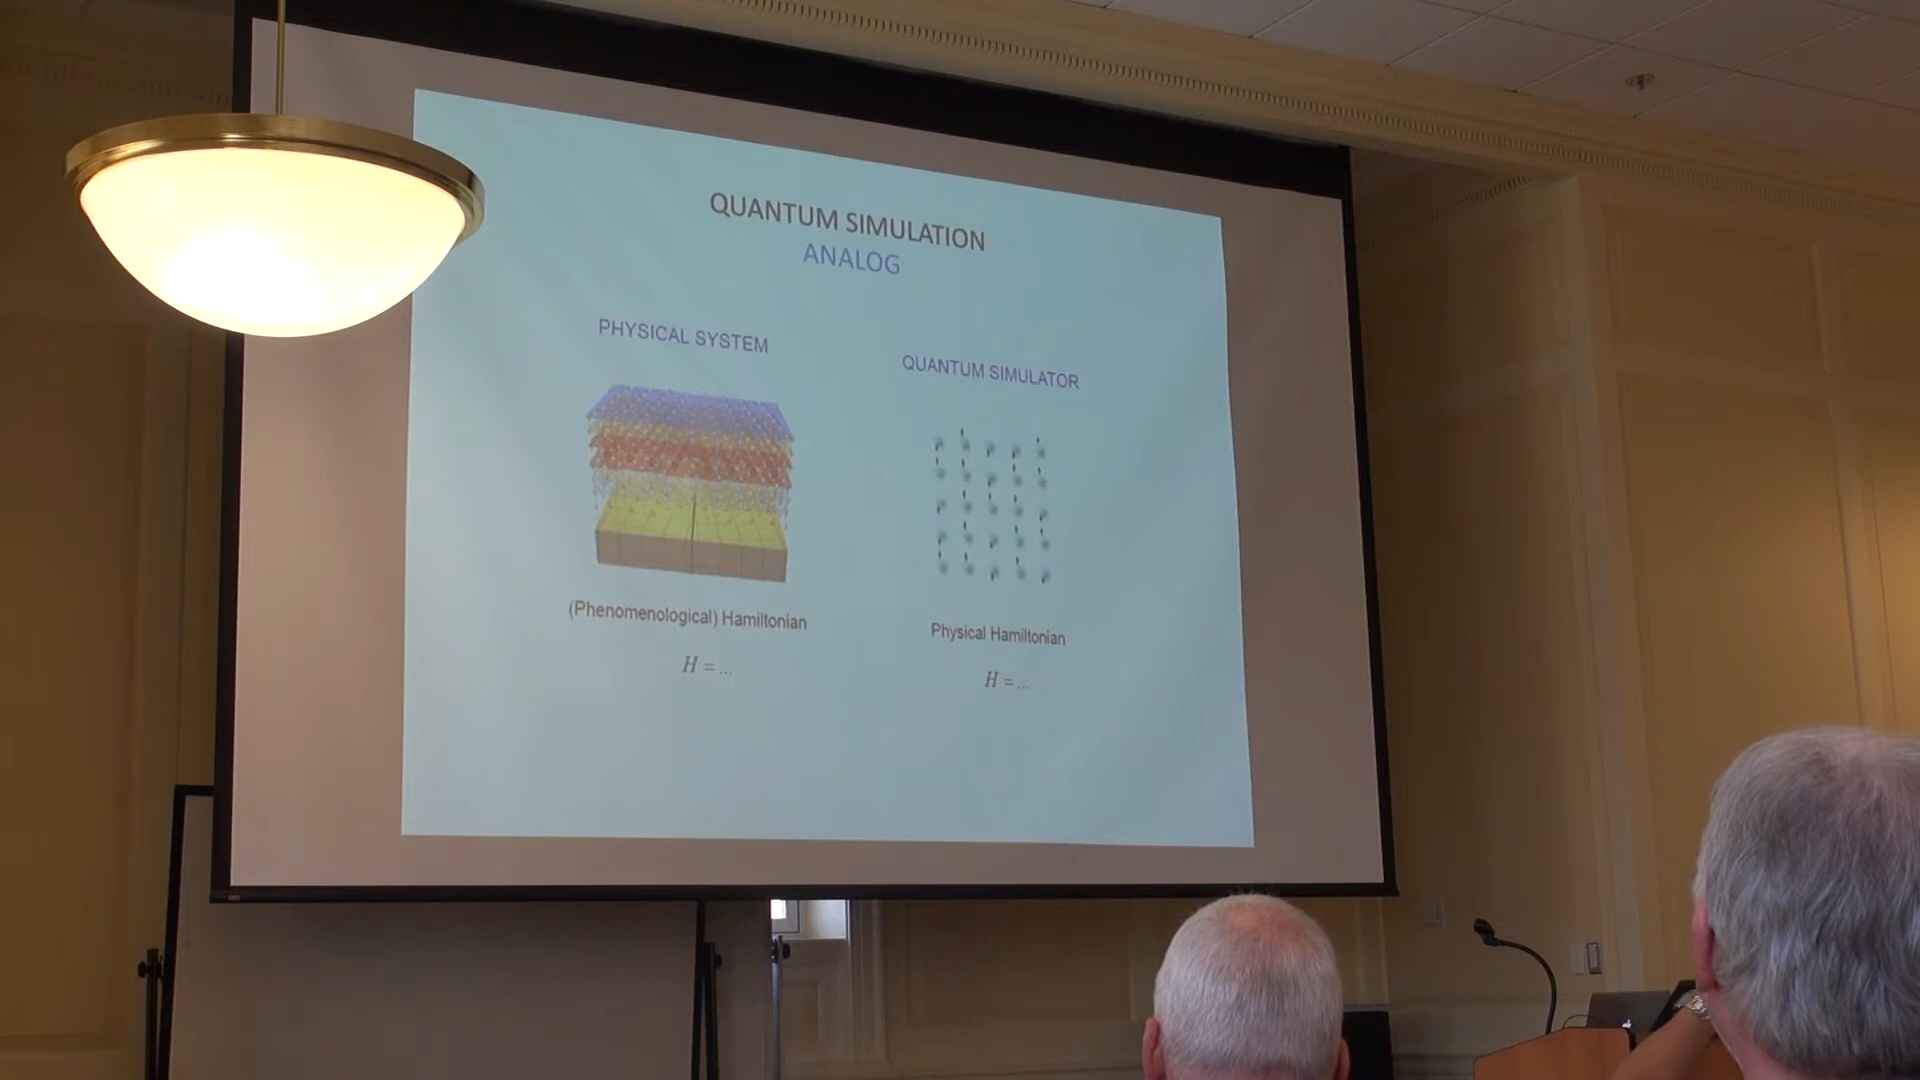 QUANTUM SIMULATION
ANALOG
PHYSICAL SYSTEM
QUANTUM SIMULATOR
(Phenomenological) Hamiltonian
Physical Hamiltonian
H = ...
H = ...